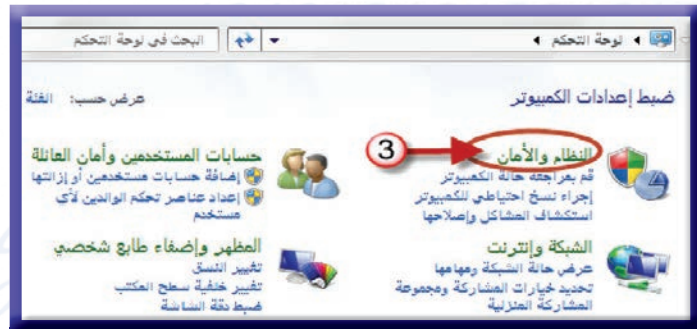 لوحة التحكم
البحث في لوحة التحكم
ضبط إعدادات الكمبيوتر
عرض حسب: الفئة
النظام والأمان
قم بمراجعة حالة الكمبيوتر
إجراء نسخ احتياطي للكمبيوتر
استكشاف المشاكل وإصلاحها
3
حسابات المستخدمين وأمان العائلة
إضافة حسابات مستخدمين أو إزالتها
إعداد عناصر تحكم الوالدين لأي
مستخدم
الشبكة وإنترنت
عرض حالة الشبكة ومهامها
تحديد خيارات المشاركة ومجموعة
المشاركة المنزلية
المظهر وإضفاء طابع شخصي
تغيير النسق
تغيير خلفية سطح المكتب
ضبط دقة الشاشة